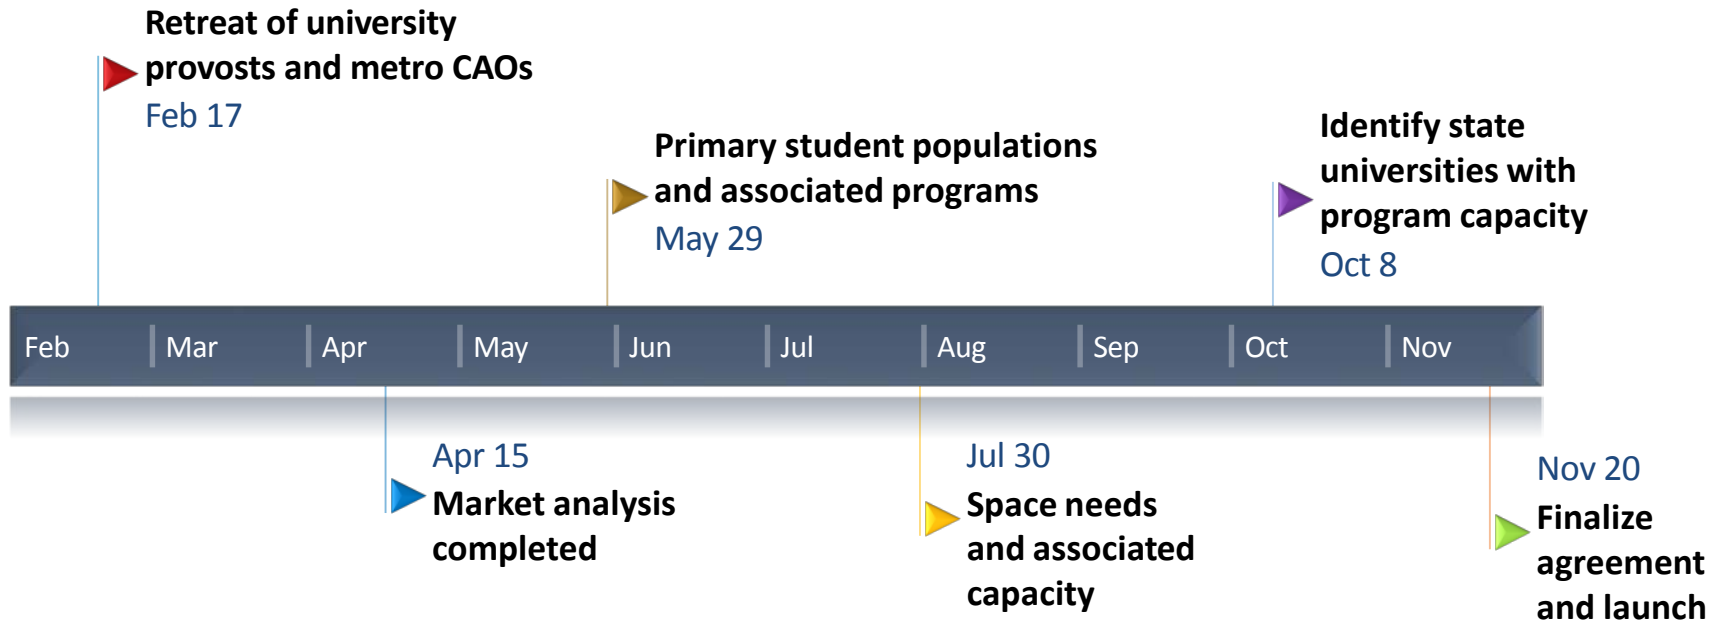 Retreat of university
provosts and metro CAOs
Feb 17
Primary student populations
and associated programs
May 29
Identify state
universities with
program capacity
Oct 8
Feb Mar Apr May Jun Jul Aug Sep Oct Nov
Apr 15
Market analysis
completed
Jul 30
Space needs
and associated
capacity
Nov 20
Finalize
agreement
and launch